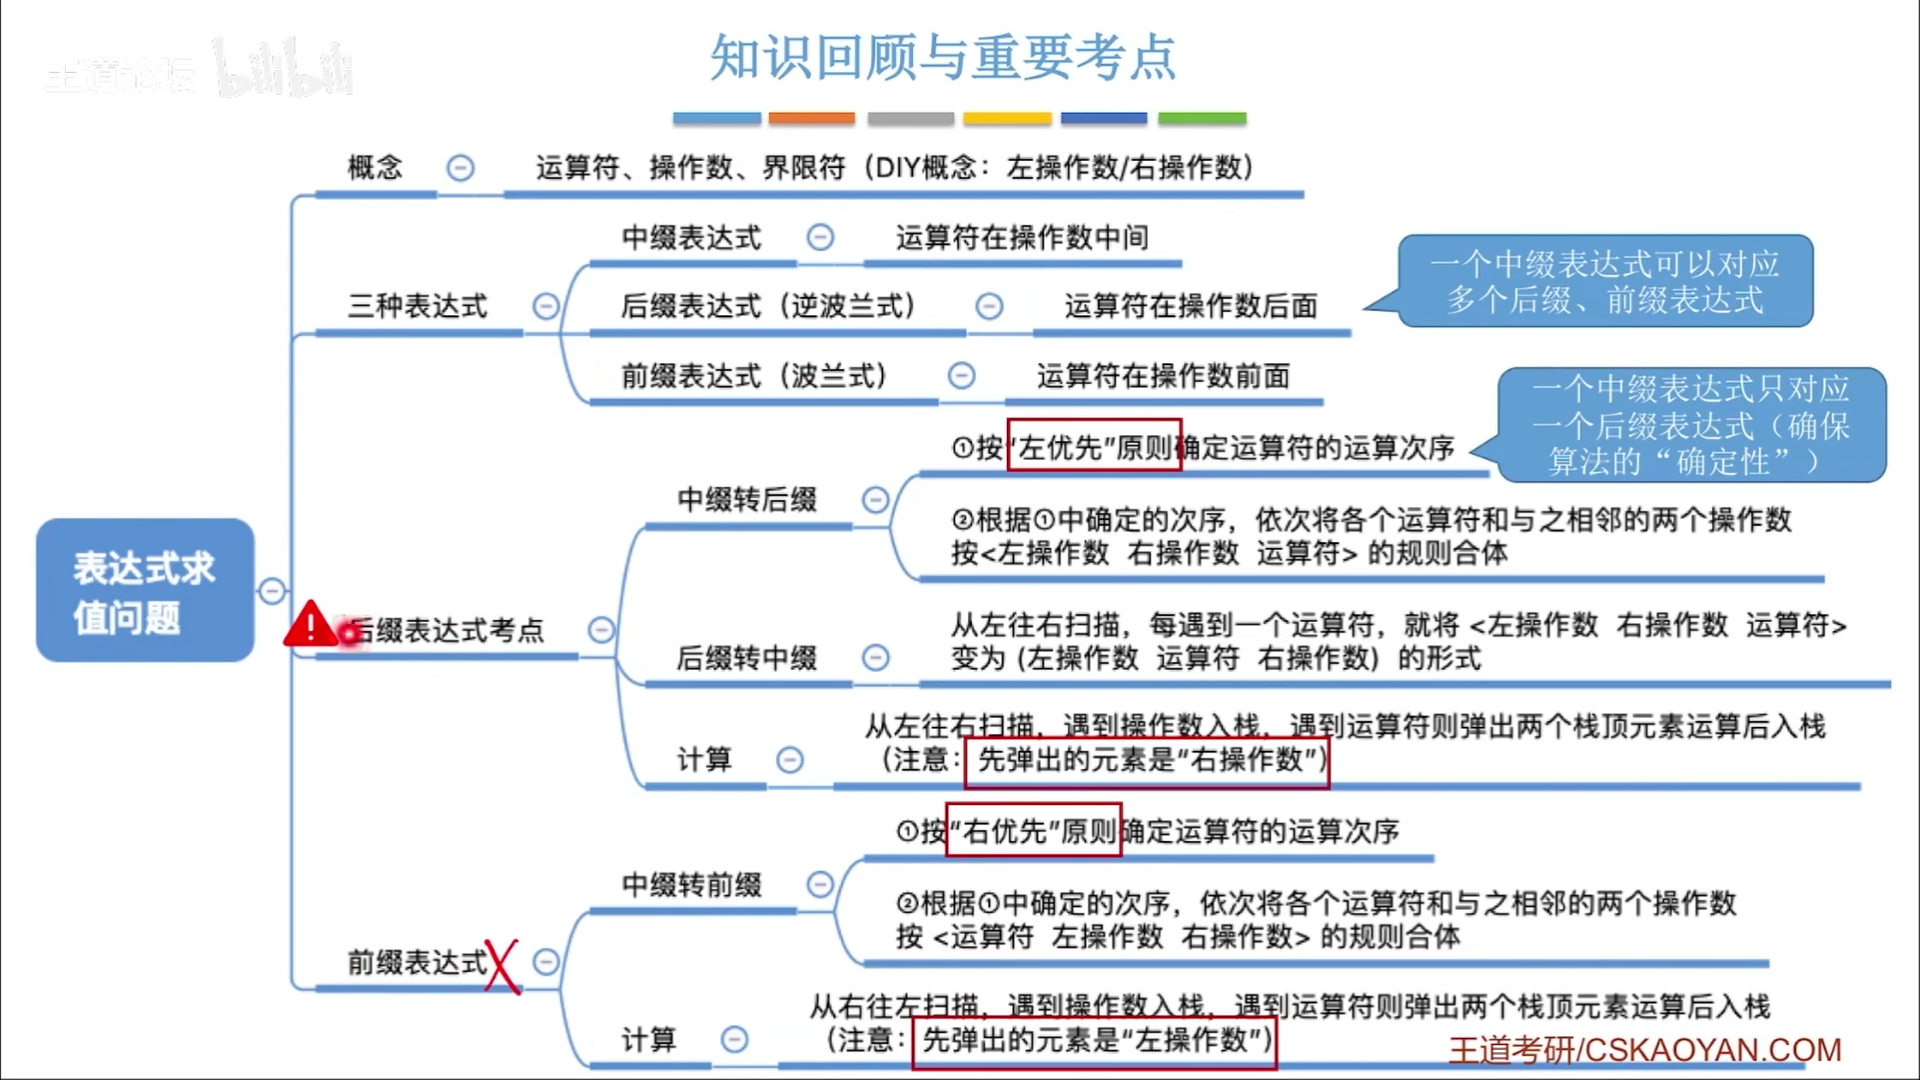 王道论坛 bilibili
知识回顾与重要考点
概念
运算符、操作数、界限符（DIY概念：左操作数/右操作数）
中缀表达式
运算符在操作数中间
一个中缀表达式可以对应
多个后缀、前缀表达式
三种表达式
后缀表达式（逆波兰式）
运算符在操作数后面
前缀表达式（波兰式）
运算符在操作数前面
一个中缀表达式只对应
一个后缀表达式（确保
算法的“确定性”）
①按“左优先”原则确定运算符的运算次序
中缀转后缀
②根据①中确定的次序，依次将各个运算符和与之相邻的两个操作数
按<左操作数 右操作数 运算符> 的规则合体
表达式求
值问题
后缀表达式考点
后缀转中缀
从左往右扫描，每遇到一个运算符，就将 <左操作数 右操作数 运算符>
变为 (左操作数 运算符 右操作数) 的形式
计算
从左往右扫描，遇到操作数入栈，遇到运算符则弹出两个栈顶元素运算后入栈
（注意：先弹出的元素是“右操作数”）
①按“右优先”原则确定运算符的运算次序
中缀转前缀
②根据①中确定的次序，依次将各个运算符和与之相邻的两个操作数
按 <运算符 左操作数 右操作数> 的规则合体
前缀表达式
计算
从右往左扫描，遇到操作数入栈，遇到运算符则弹出两个栈顶元素运算后入栈
（注意：先弹出的元素是“左操作数”）
王道考研/CSKAOYAN.COM